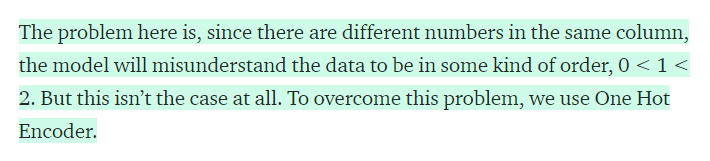 The problem here is, since there are different numbers in the same column,
the model will misunderstand the data to be in some kind of order, 0 < 1 <
2. But this isn’t the case at all. To overcome this problem, we use One Hot
Encoder.